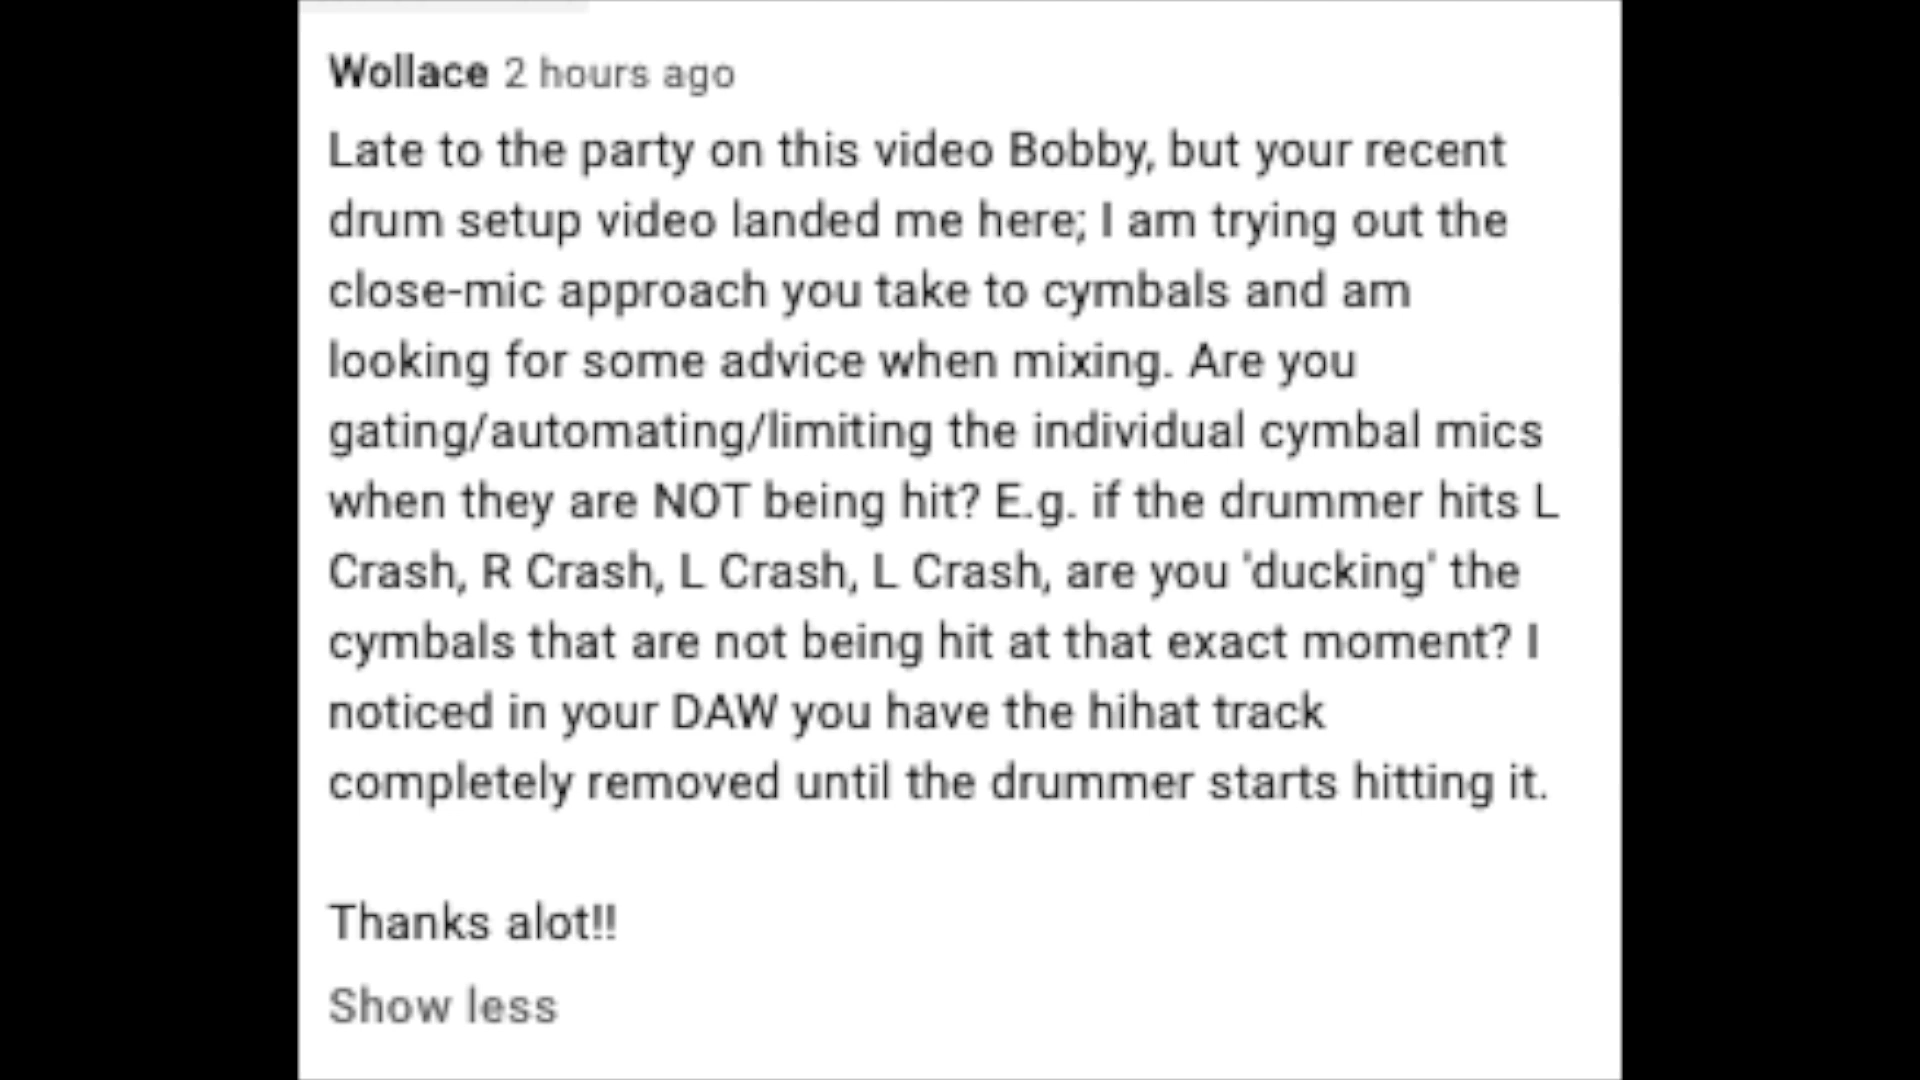 Wollace 2 hours ago
Late to the party on this video Bobby, but your recent
drum setup video landed me here; I am trying out the
close-mic approach you take to cymbals and am
looking for some advice when mixing. Are you
gating/automating/limiting the individual cymbal mics
when they are NOT being hit? E.g. if the drummer hits L
Crash, R Crash, L Crash, L Crash, are you 'ducking' the
cymbals that are not being hit at that exact moment? I
noticed in your DAW you have the hihat track
completely removed until the drummer starts hitting it.
Thanks alot!!
Show less